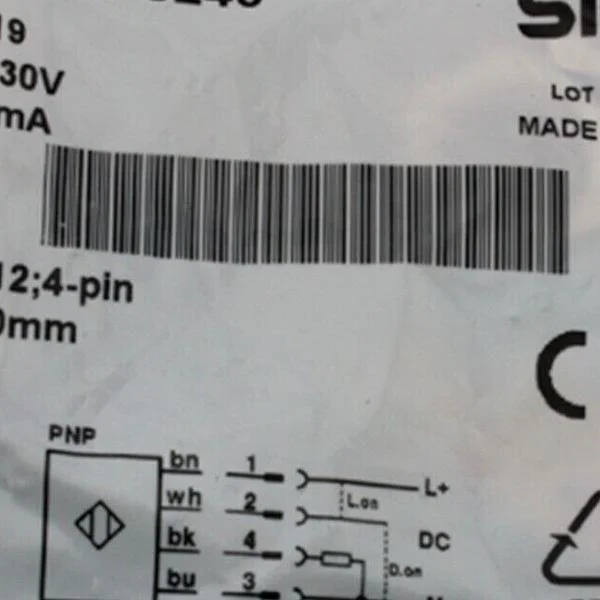 SI
19
30V
mA
LOT
MADE
12;4-pin
0mm
PNP
bn 1 L+
wh 2 L.on
bk 4 DC
D.on
bu 3